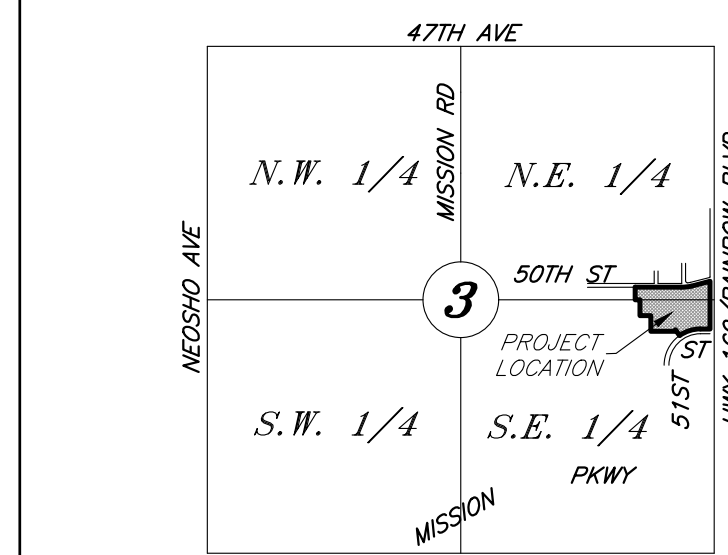 47TH AVE
MISSION RD
N.W. 1/4
N.E. 1/4
NEOSHO AVE
50TH ST
3
PROJECT
LOCATION
51ST ST
S.W. 1/4
S.E. 1/4
MISSION PKWY